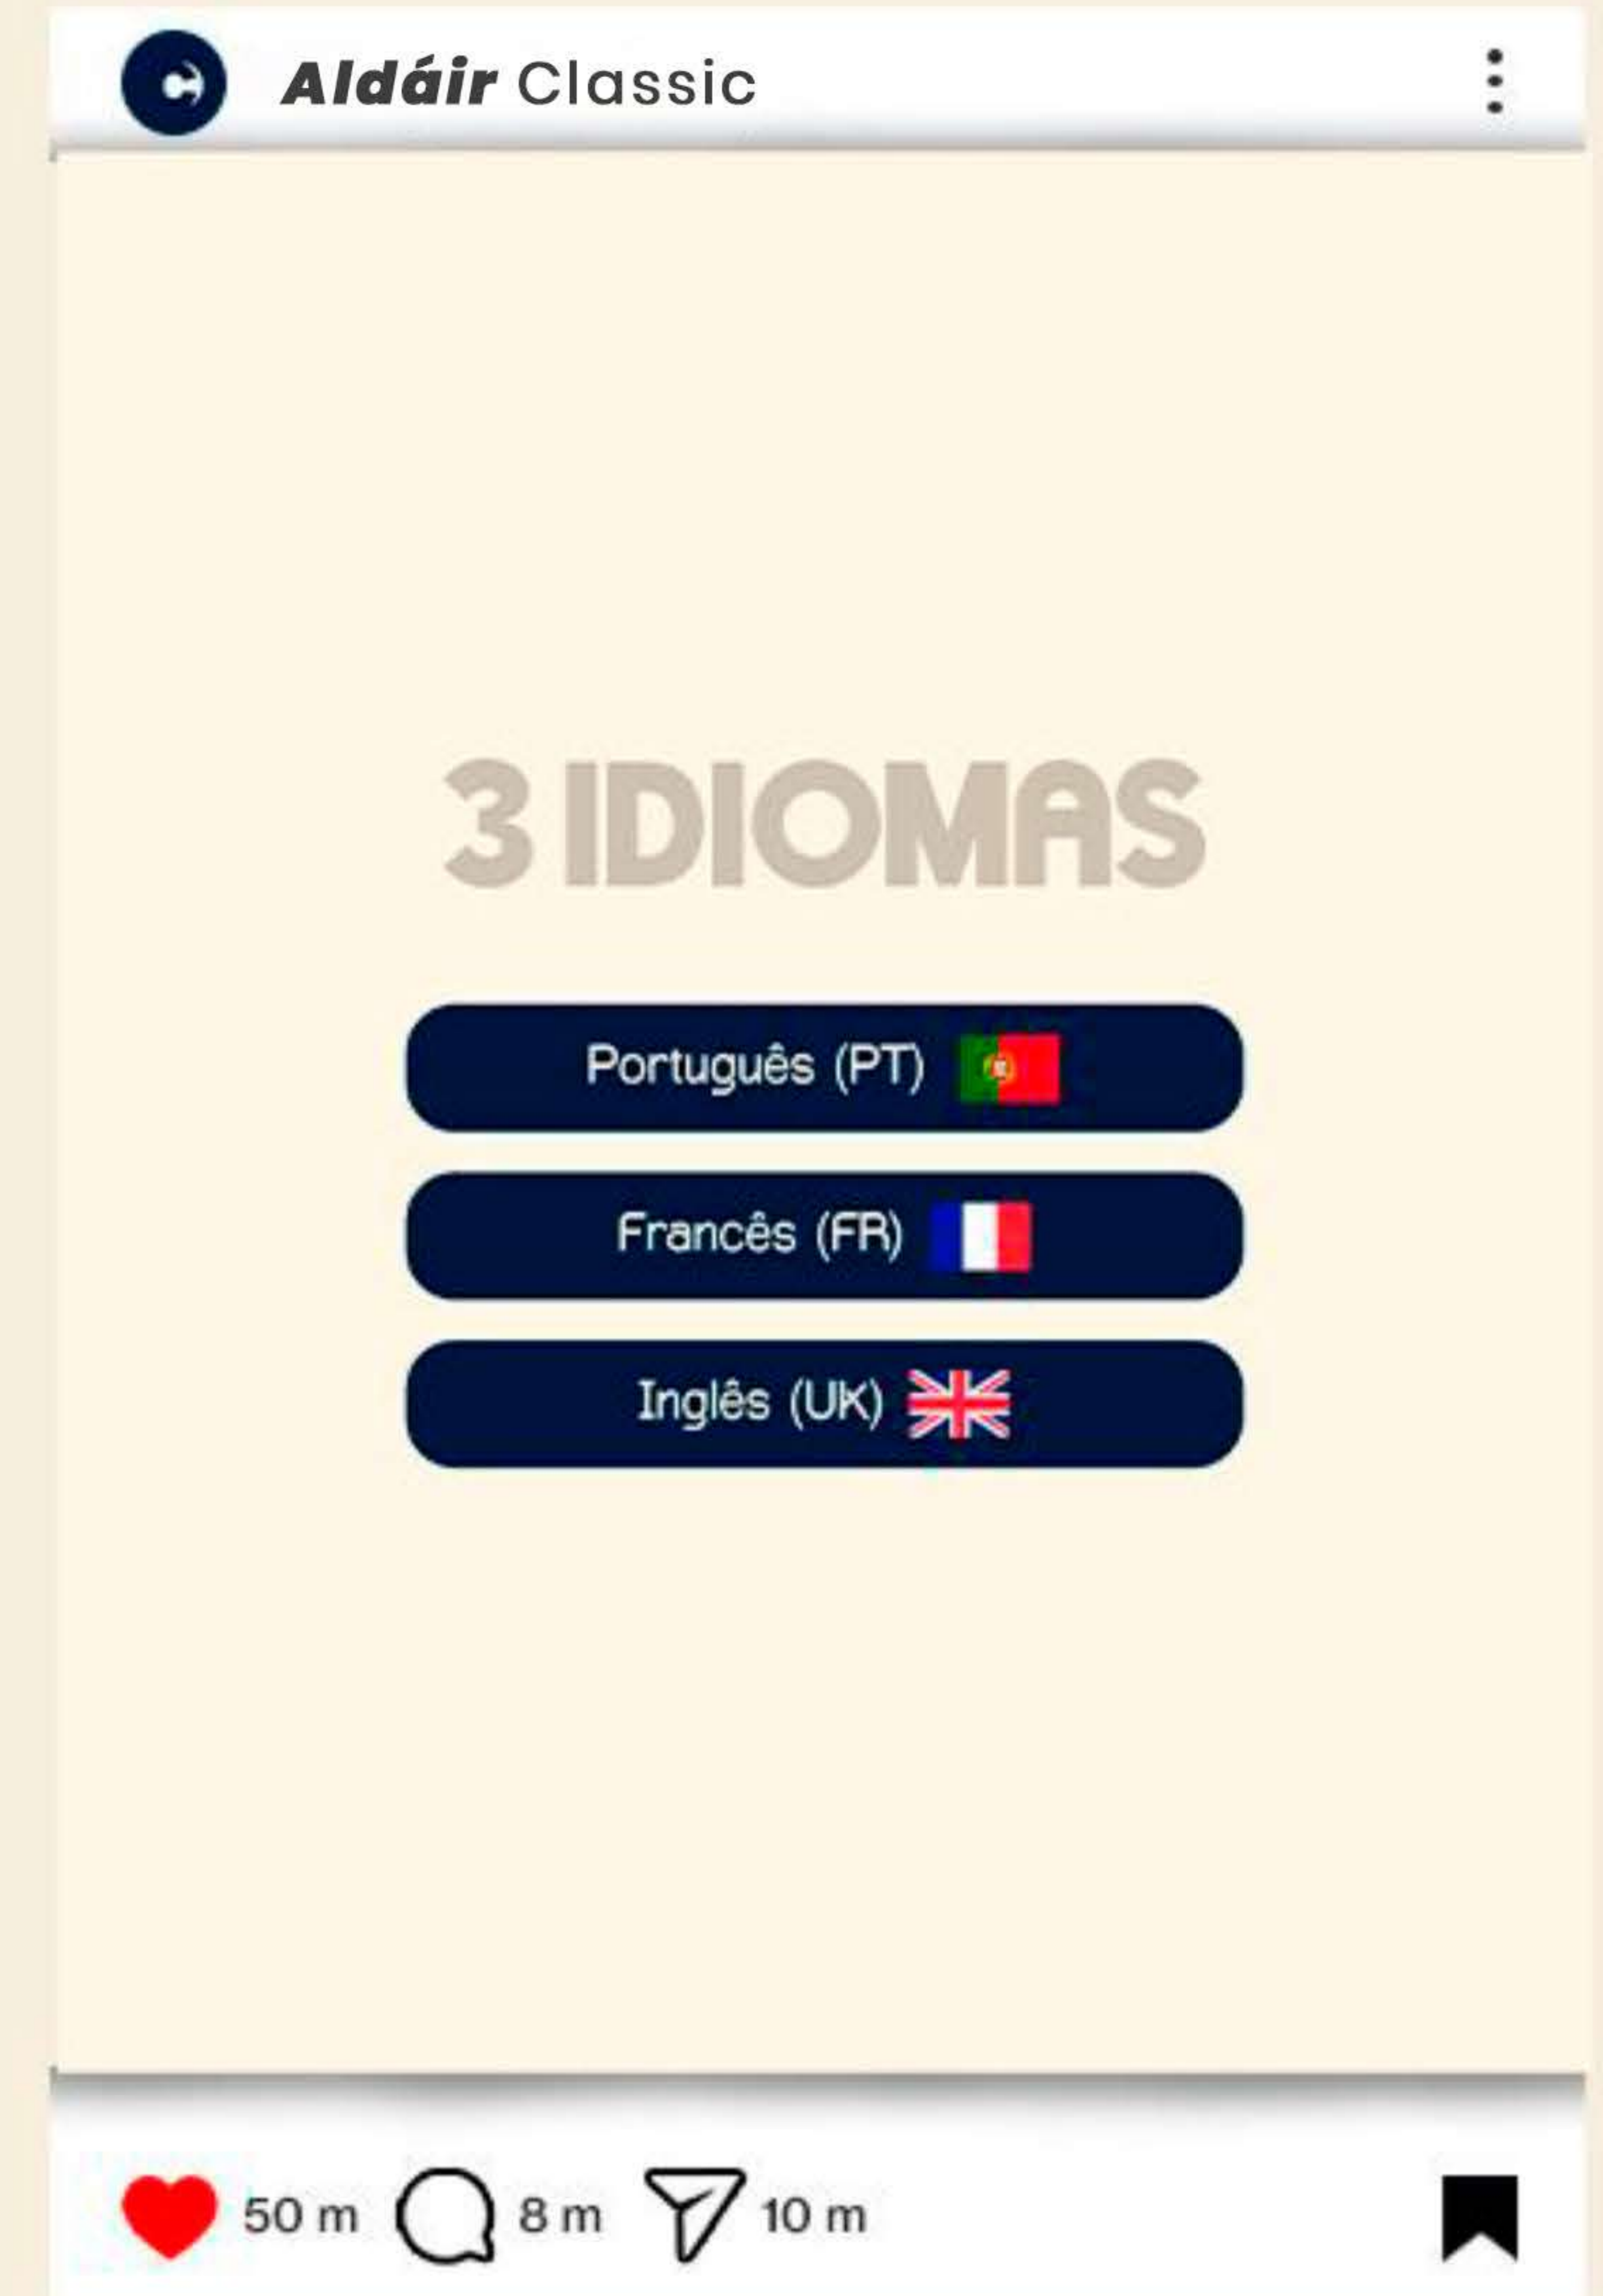 Aldáir Classic
3 IDIOMAS
Português (PT)
Francês (FR)
Inglês (UK)
50 m 8 m 10 m